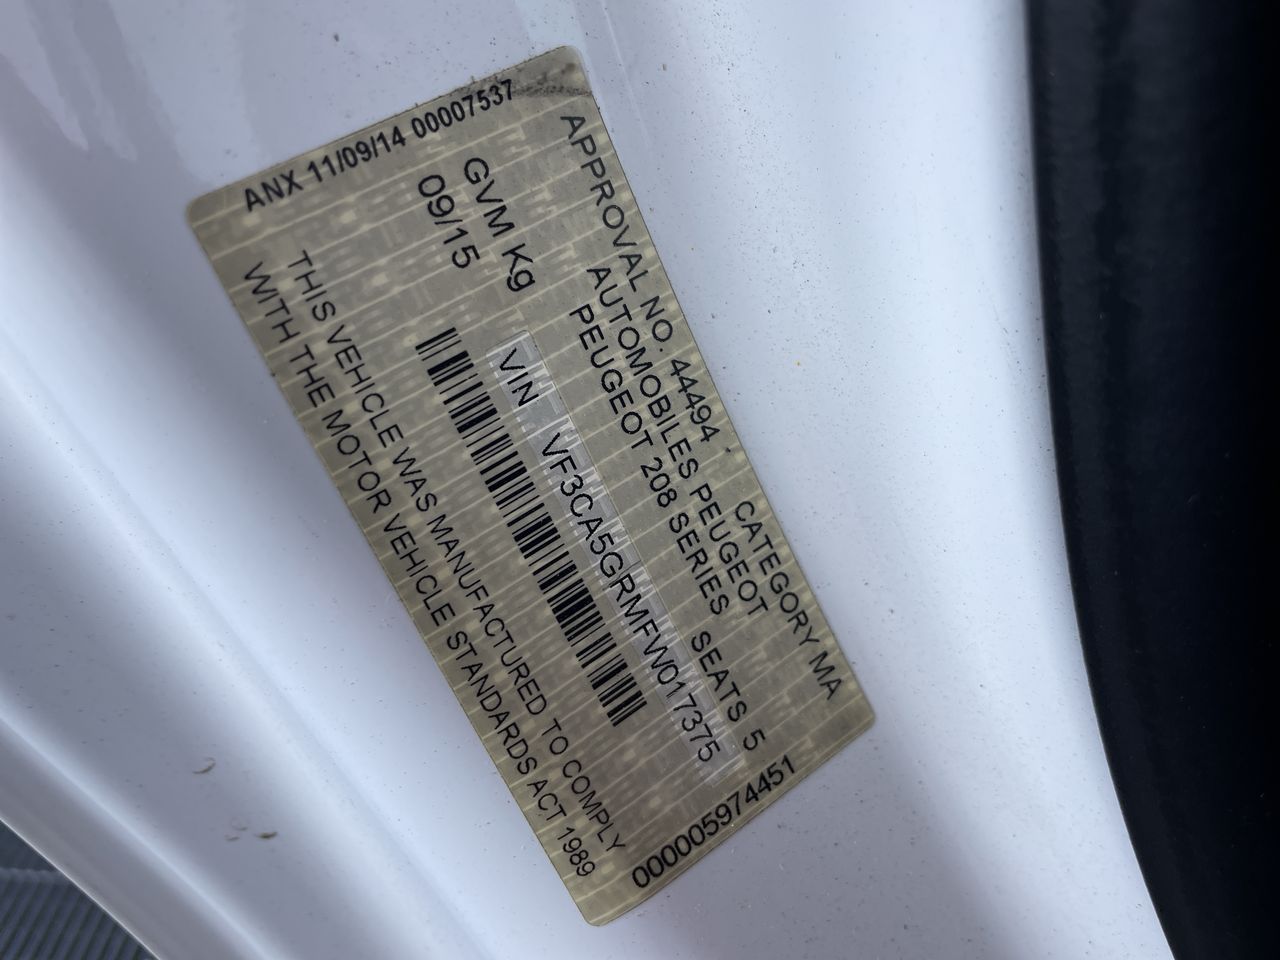 APPROVAL NO. 44494 . CATEGORY MA
AUTOMOBILES PEUGEOT
PEUGEOT 208 SERIES SEATS 5
GVM Kg
VIN VF3CA5GRMFW017375
09/15
THIS VEHICLE WAS MANUFACTURED TO COMPLY
WITH THE MOTOR VEHICLE STANDARDS ACT 1989
ANX 11/09/14 00007537
000005974451